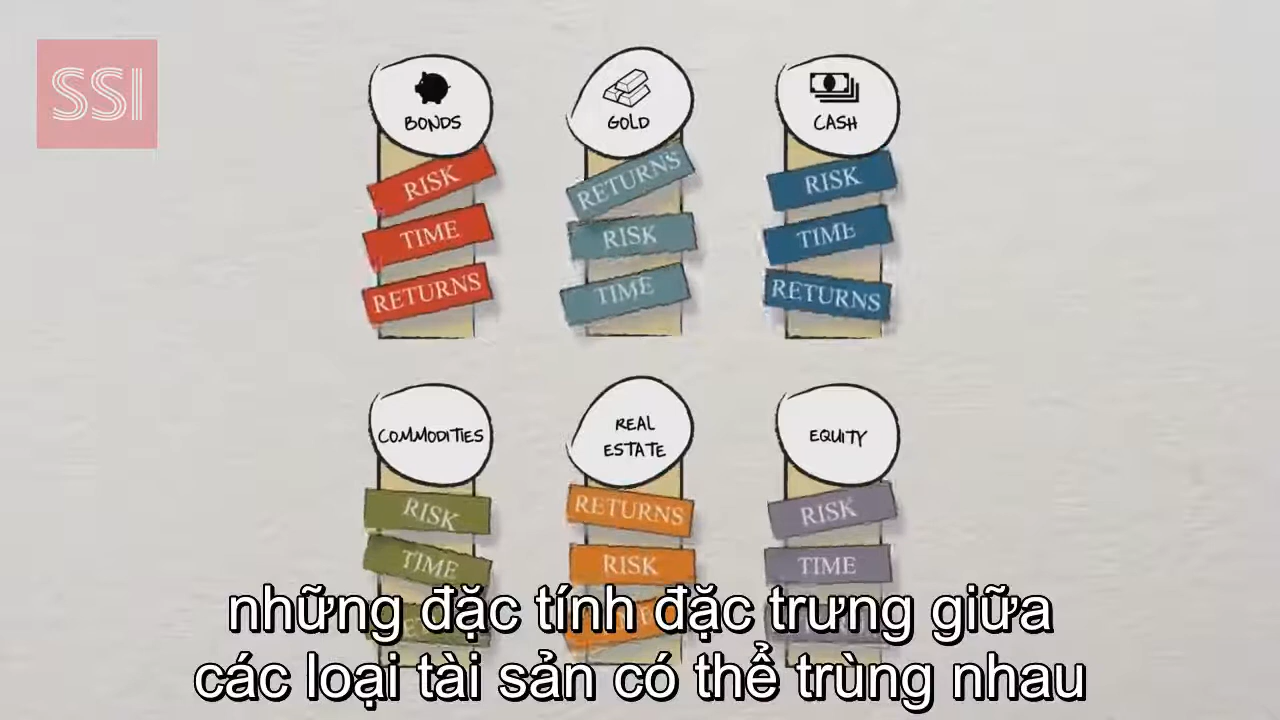 SSI
BONDS
GOLD
CASH
RISK
TIME
RETURNS
RETURNS
RISK
TIME
RISK
TIME
RETURNS
COMMODITIES
REAL
ESTATE
EQUITY
RISK
TIME
RETURNS
RISK
RISK
TIME
những đặc tính đặc trưng giữa
các loại tài sản có thể trùng nhau